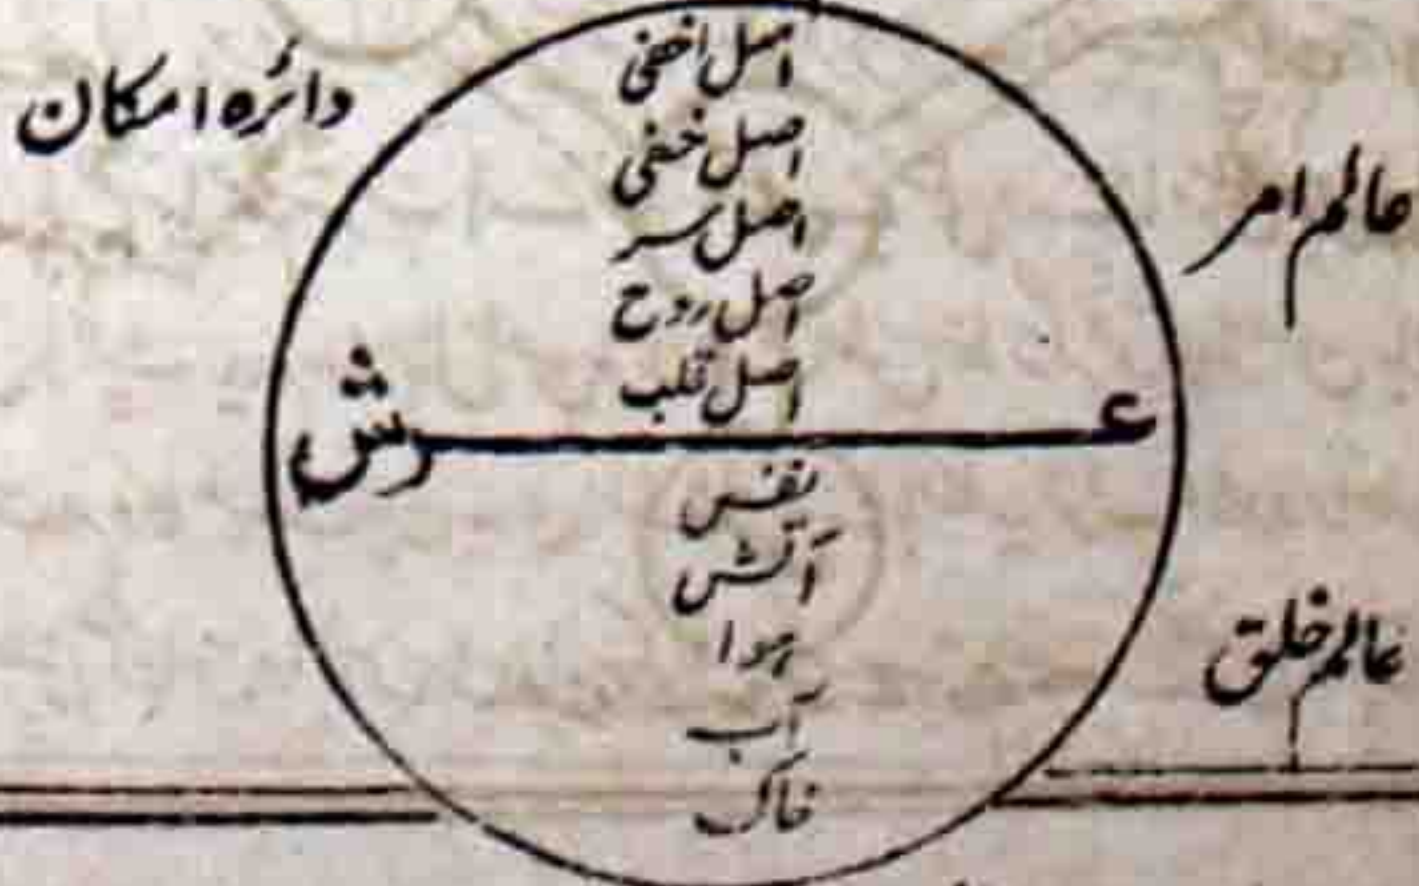 دائره امکان
عالم امر
اصل اخفی
اصل خفی
اصل سر
اصل روح
اصل قلب
عرش
نفس
آتش
ہوا
آب
خاک
عالم خلق